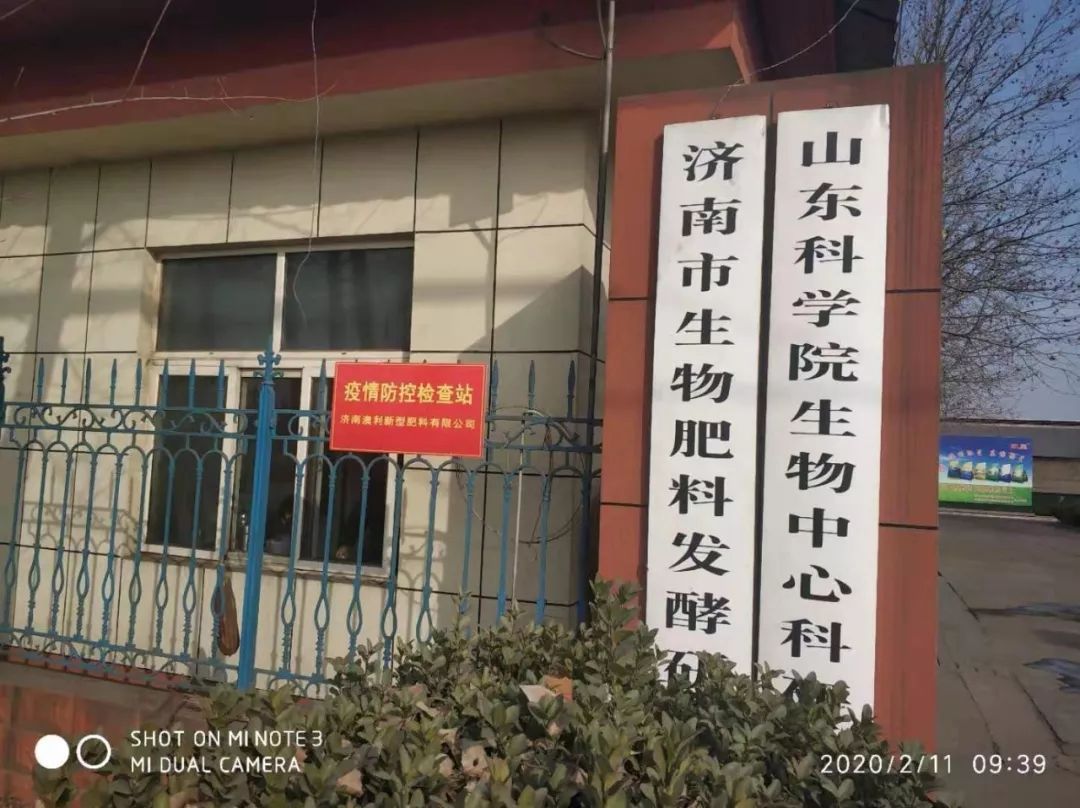 疫情防控检查站
济南澳利新型肥料有限公司
济南市生物肥料发酵研
山东科学院生物中心科
SHOT ON MI NOTE 3
MI DUAL CAMERA
2020/2/11 09:39